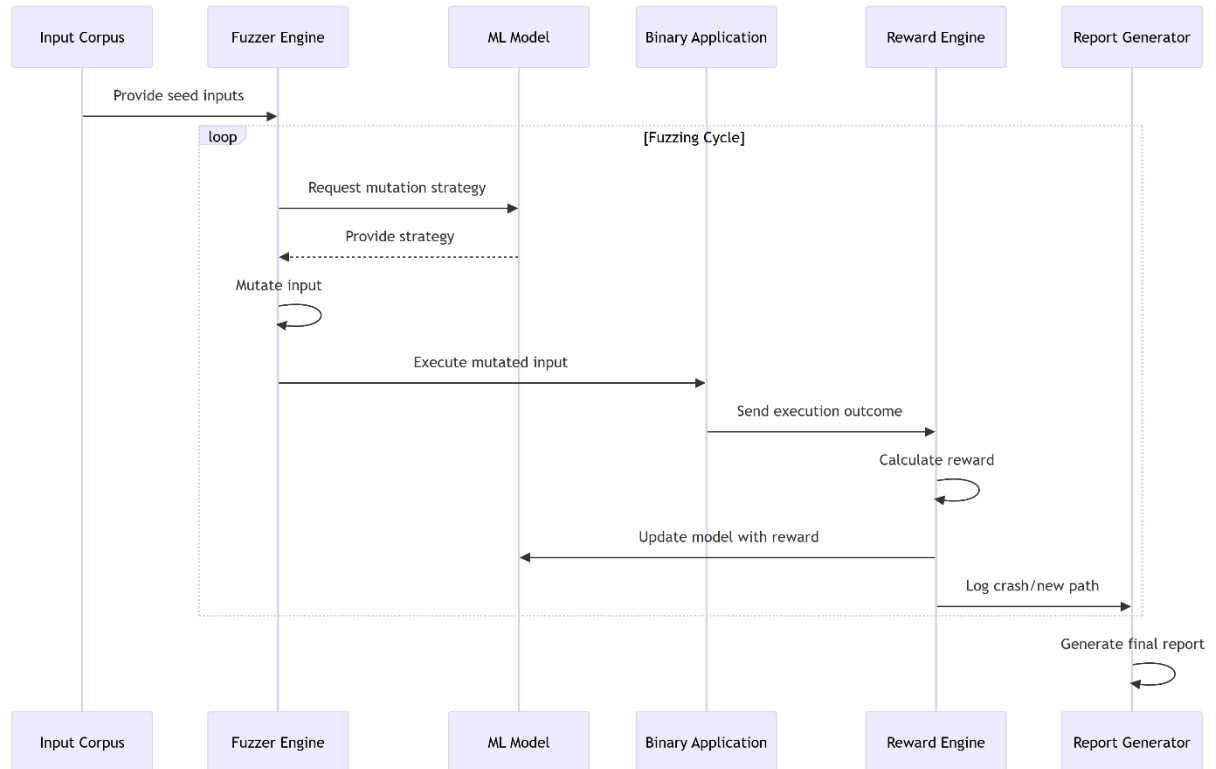 Input Corpus
Fuzzer Engine
ML Model
Binary Application
Reward Engine
Report Generator
Provide seed inputs
loop
[Fuzzing Cycle]
Request mutation strategy
Provide strategy
Mutate input
Execute mutated input
Send execution outcome
Calculate reward
Update model with reward
Log crash/new path
Generate final report
Input Corpus
Fuzzer Engine
ML Model
Binary Application
Reward Engine
Report Generator